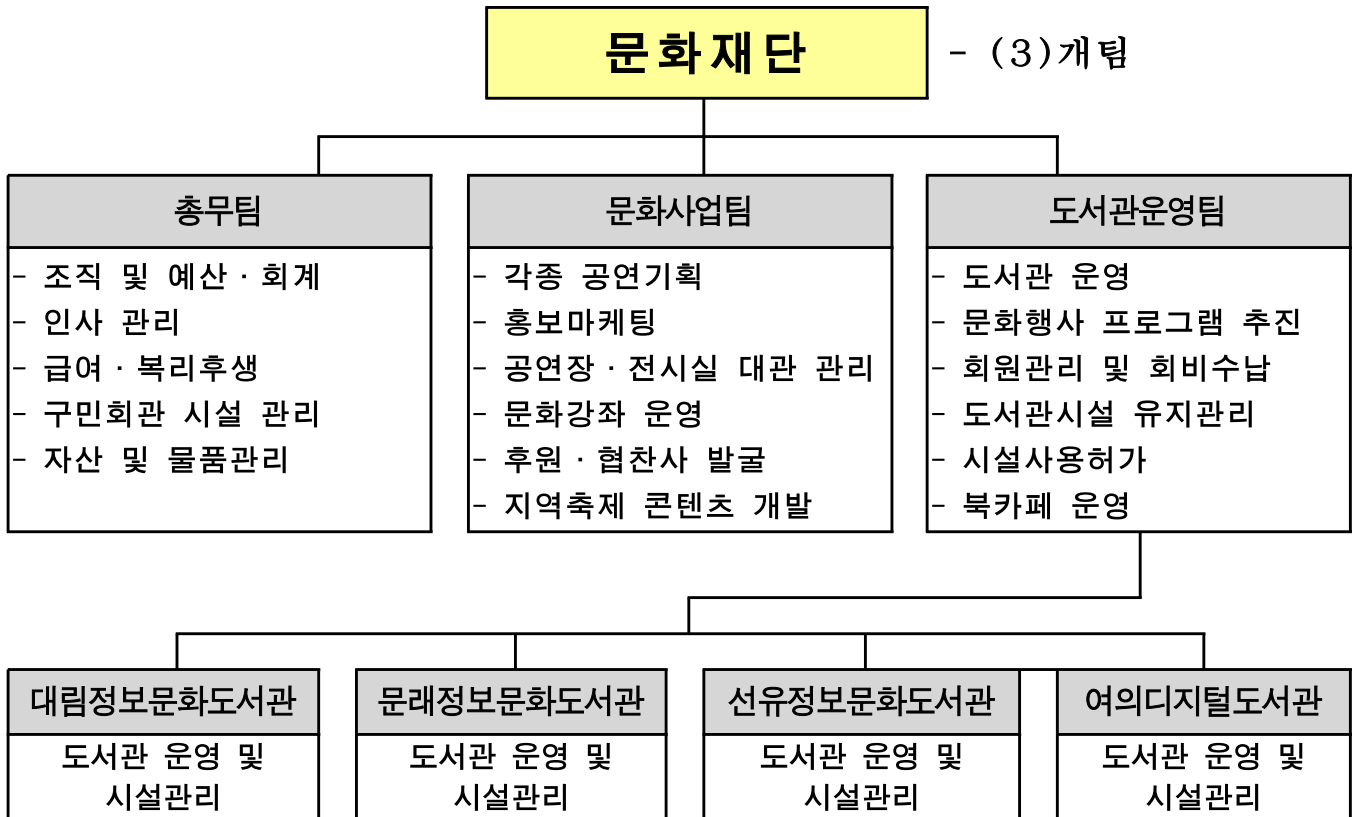 문화재단
- (3)개팀
총무팀
- 조직 및 예산 · 회계
- 인사 관리
- 급여 · 복리후생
- 구민회관 시설 관리
- 자산 및 물품관리
문화사업팀
- 각종 공연기획
- 홍보마케팅
- 공연장 · 전시실 대관 관리
- 문화강좌 운영
- 후원 · 협찬사 발굴
- 지역축제 콘텐츠 개발
도서관운영팀
- 도서관 운영
- 문화행사 프로그램 추진
- 회원관리 및 회비수납
- 도서관시설 유지관리
- 시설사용허가
- 북카페 운영
대림정보문화도서관
도서관 운영 및
시설관리
문래정보문화도서관
도서관 운영 및
시설관리
선유정보문화도서관
도서관 운영 및
시설관리
여의디지털도서관
도서관 운영 및
시설관리